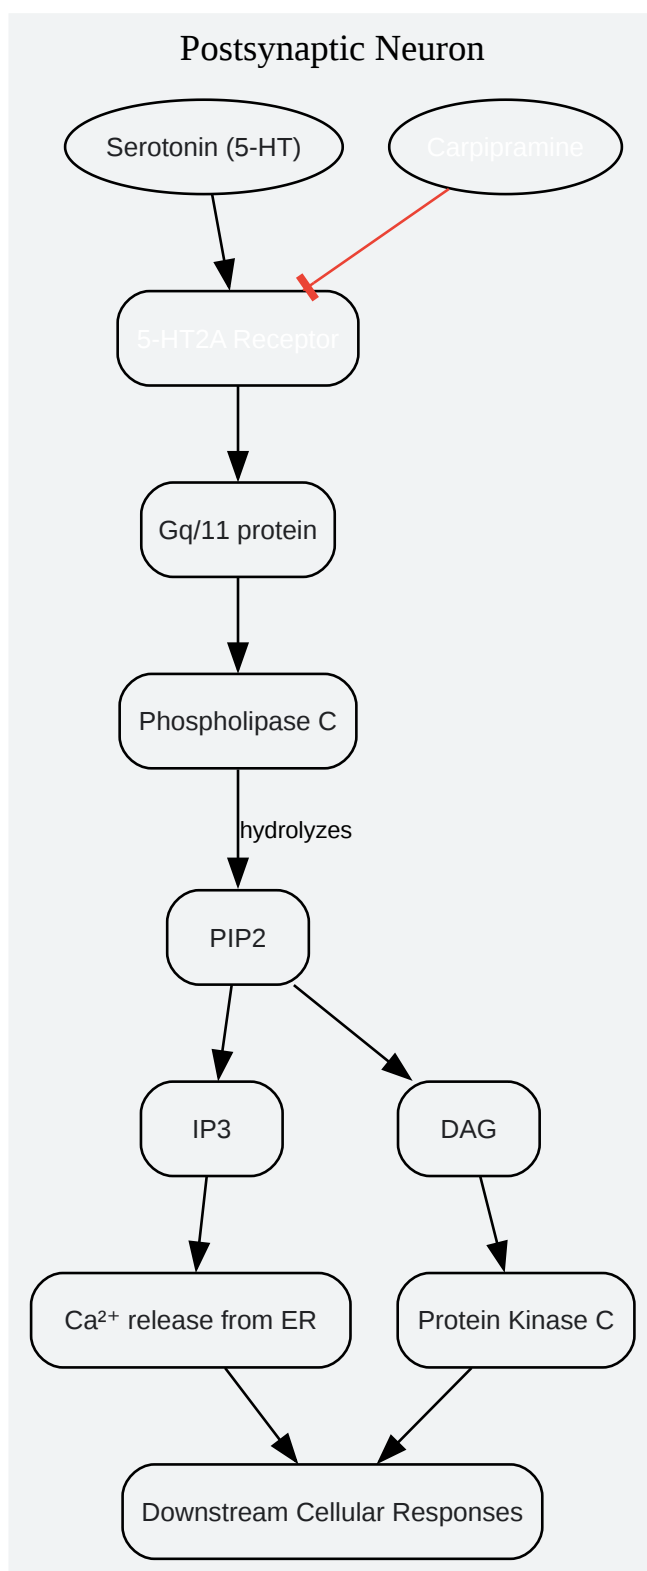 Postsynaptic Neuron
Serotonin (5-HT)
Carpipramine
5-HT2A Receptor
Gq/11 protein
Phospholipase C
hydrolyzes
PIP2
IP3
DAG
Ca²⁺ release from ER
Protein Kinase C
Downstream Cellular Responses